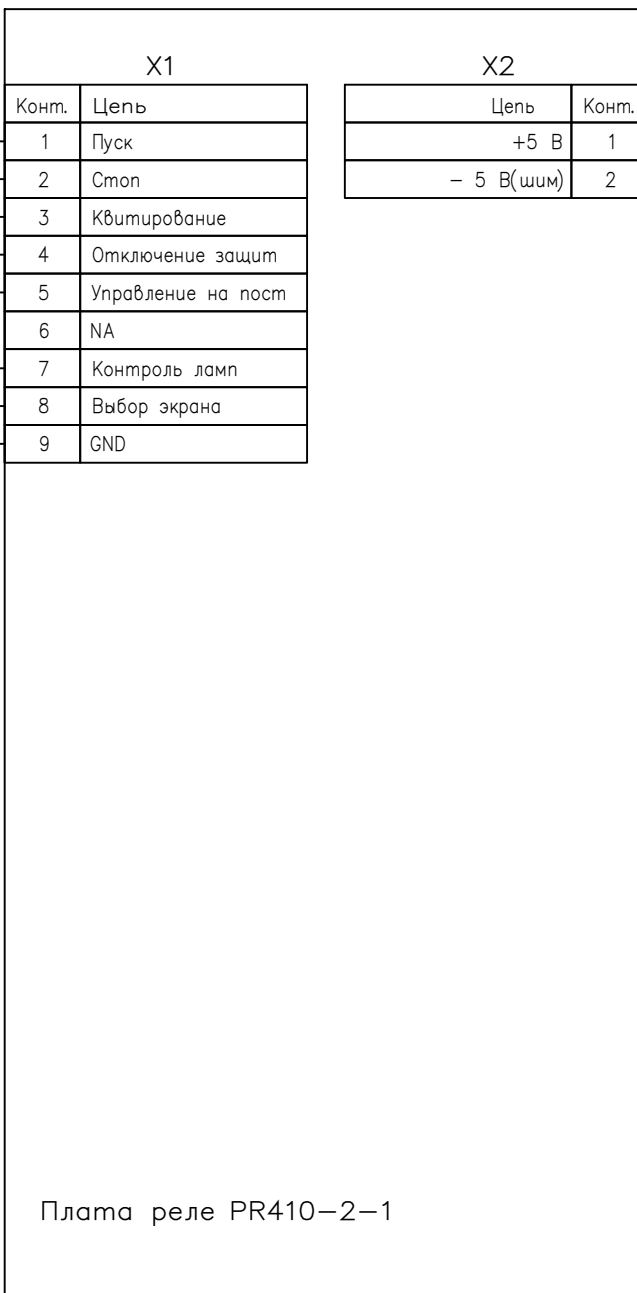 X1
Конт. Цепь
1 Пуск
2 Стоп
3 Квитирование
4 Отключение защит
5 Управление на пост
6 NA
7 Контроль ламп
8 Выбор экрана
9 GND
X2
Цепь Конт.
+5 В 1
− 5 В(шим) 2
Плата реле PR410−2−1